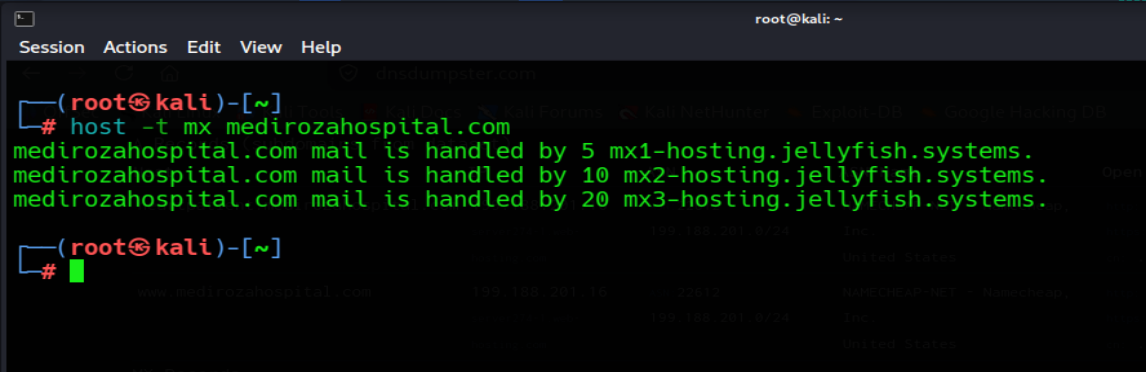 root@kali: ~
Session Actions Edit View Help
dnsdumpster.com
┌──(root㉿kali)-[~]
└─# host -t mx medirozahospital.com
medirozahospital.com mail is handled by 5 mx1-hosting.jellyfish.systems.
medirozahospital.com mail is handled by 10 mx2-hosting.jellyfish.systems.
medirozahospital.com mail is handled by 20 mx3-hosting.jellyfish.systems.
199.188.201.0/24 Inc
United States
┌──(root㉿kali)-[~]
└─#
www.medirozahospital.com 199.188.201.16 22612 NAMECHEAP-NET - Namecheap,
199.188.201.0/24 Inc
United States